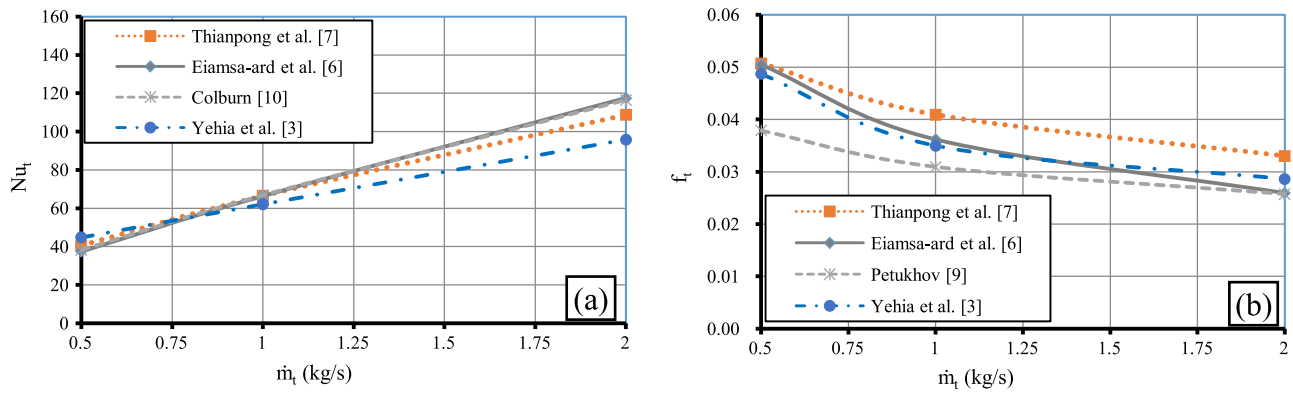 160
140
120
100
80
60
40
20
0
Nuₜ
Thianpong et al. [7]
Eiamsa-ard et al. [6]
Colburn [10]
Yehia et al. [3]
(a)
0.5 0.75 1 1.25 1.5 1.75 2
ṁₜ (kg/s)
0.06
0.05
0.04
0.03
0.02
0.01
0.00
fₜ
Thianpong et al. [7]
Eiamsa-ard et al. [6]
Petukhov [9]
Yehia et al. [3]
(b)
0.5 0.75 1 1.25 1.5 1.75 2
ṁₜ (kg/s)